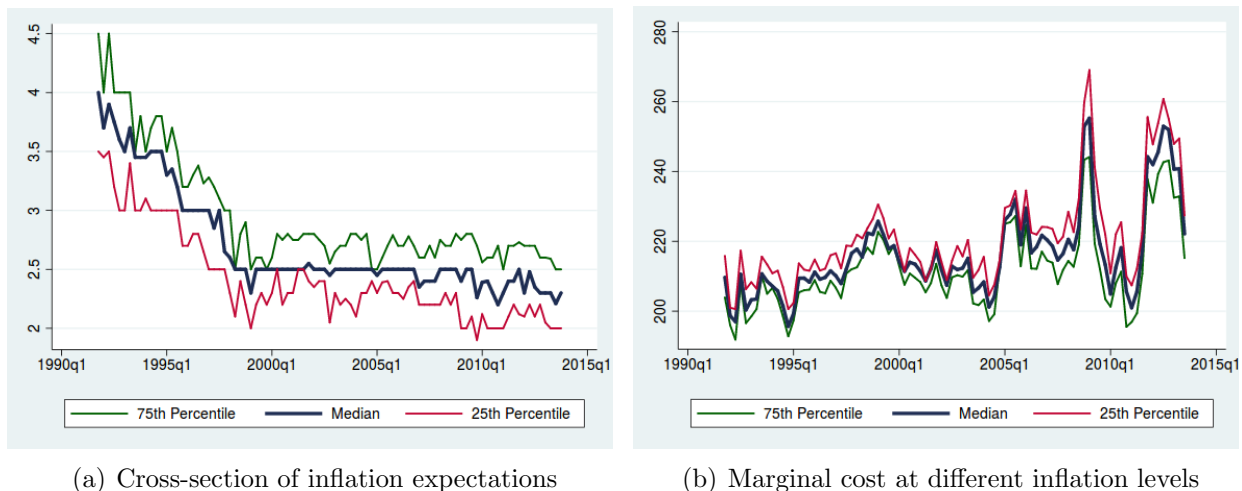 4.5
4
3.5
3
2.5
2
1990q1 1995q1 2000q1 2005q1 2010q1 2015q1
75th Percentile Median 25th Percentile
(a) Cross-section of inflation expectations
280
260
240
220
200
1990q1 1995q1 2000q1 2005q1 2010q1 2015q1
75th Percentile Median 25th Percentile
(b) Marginal cost at different inflation levels